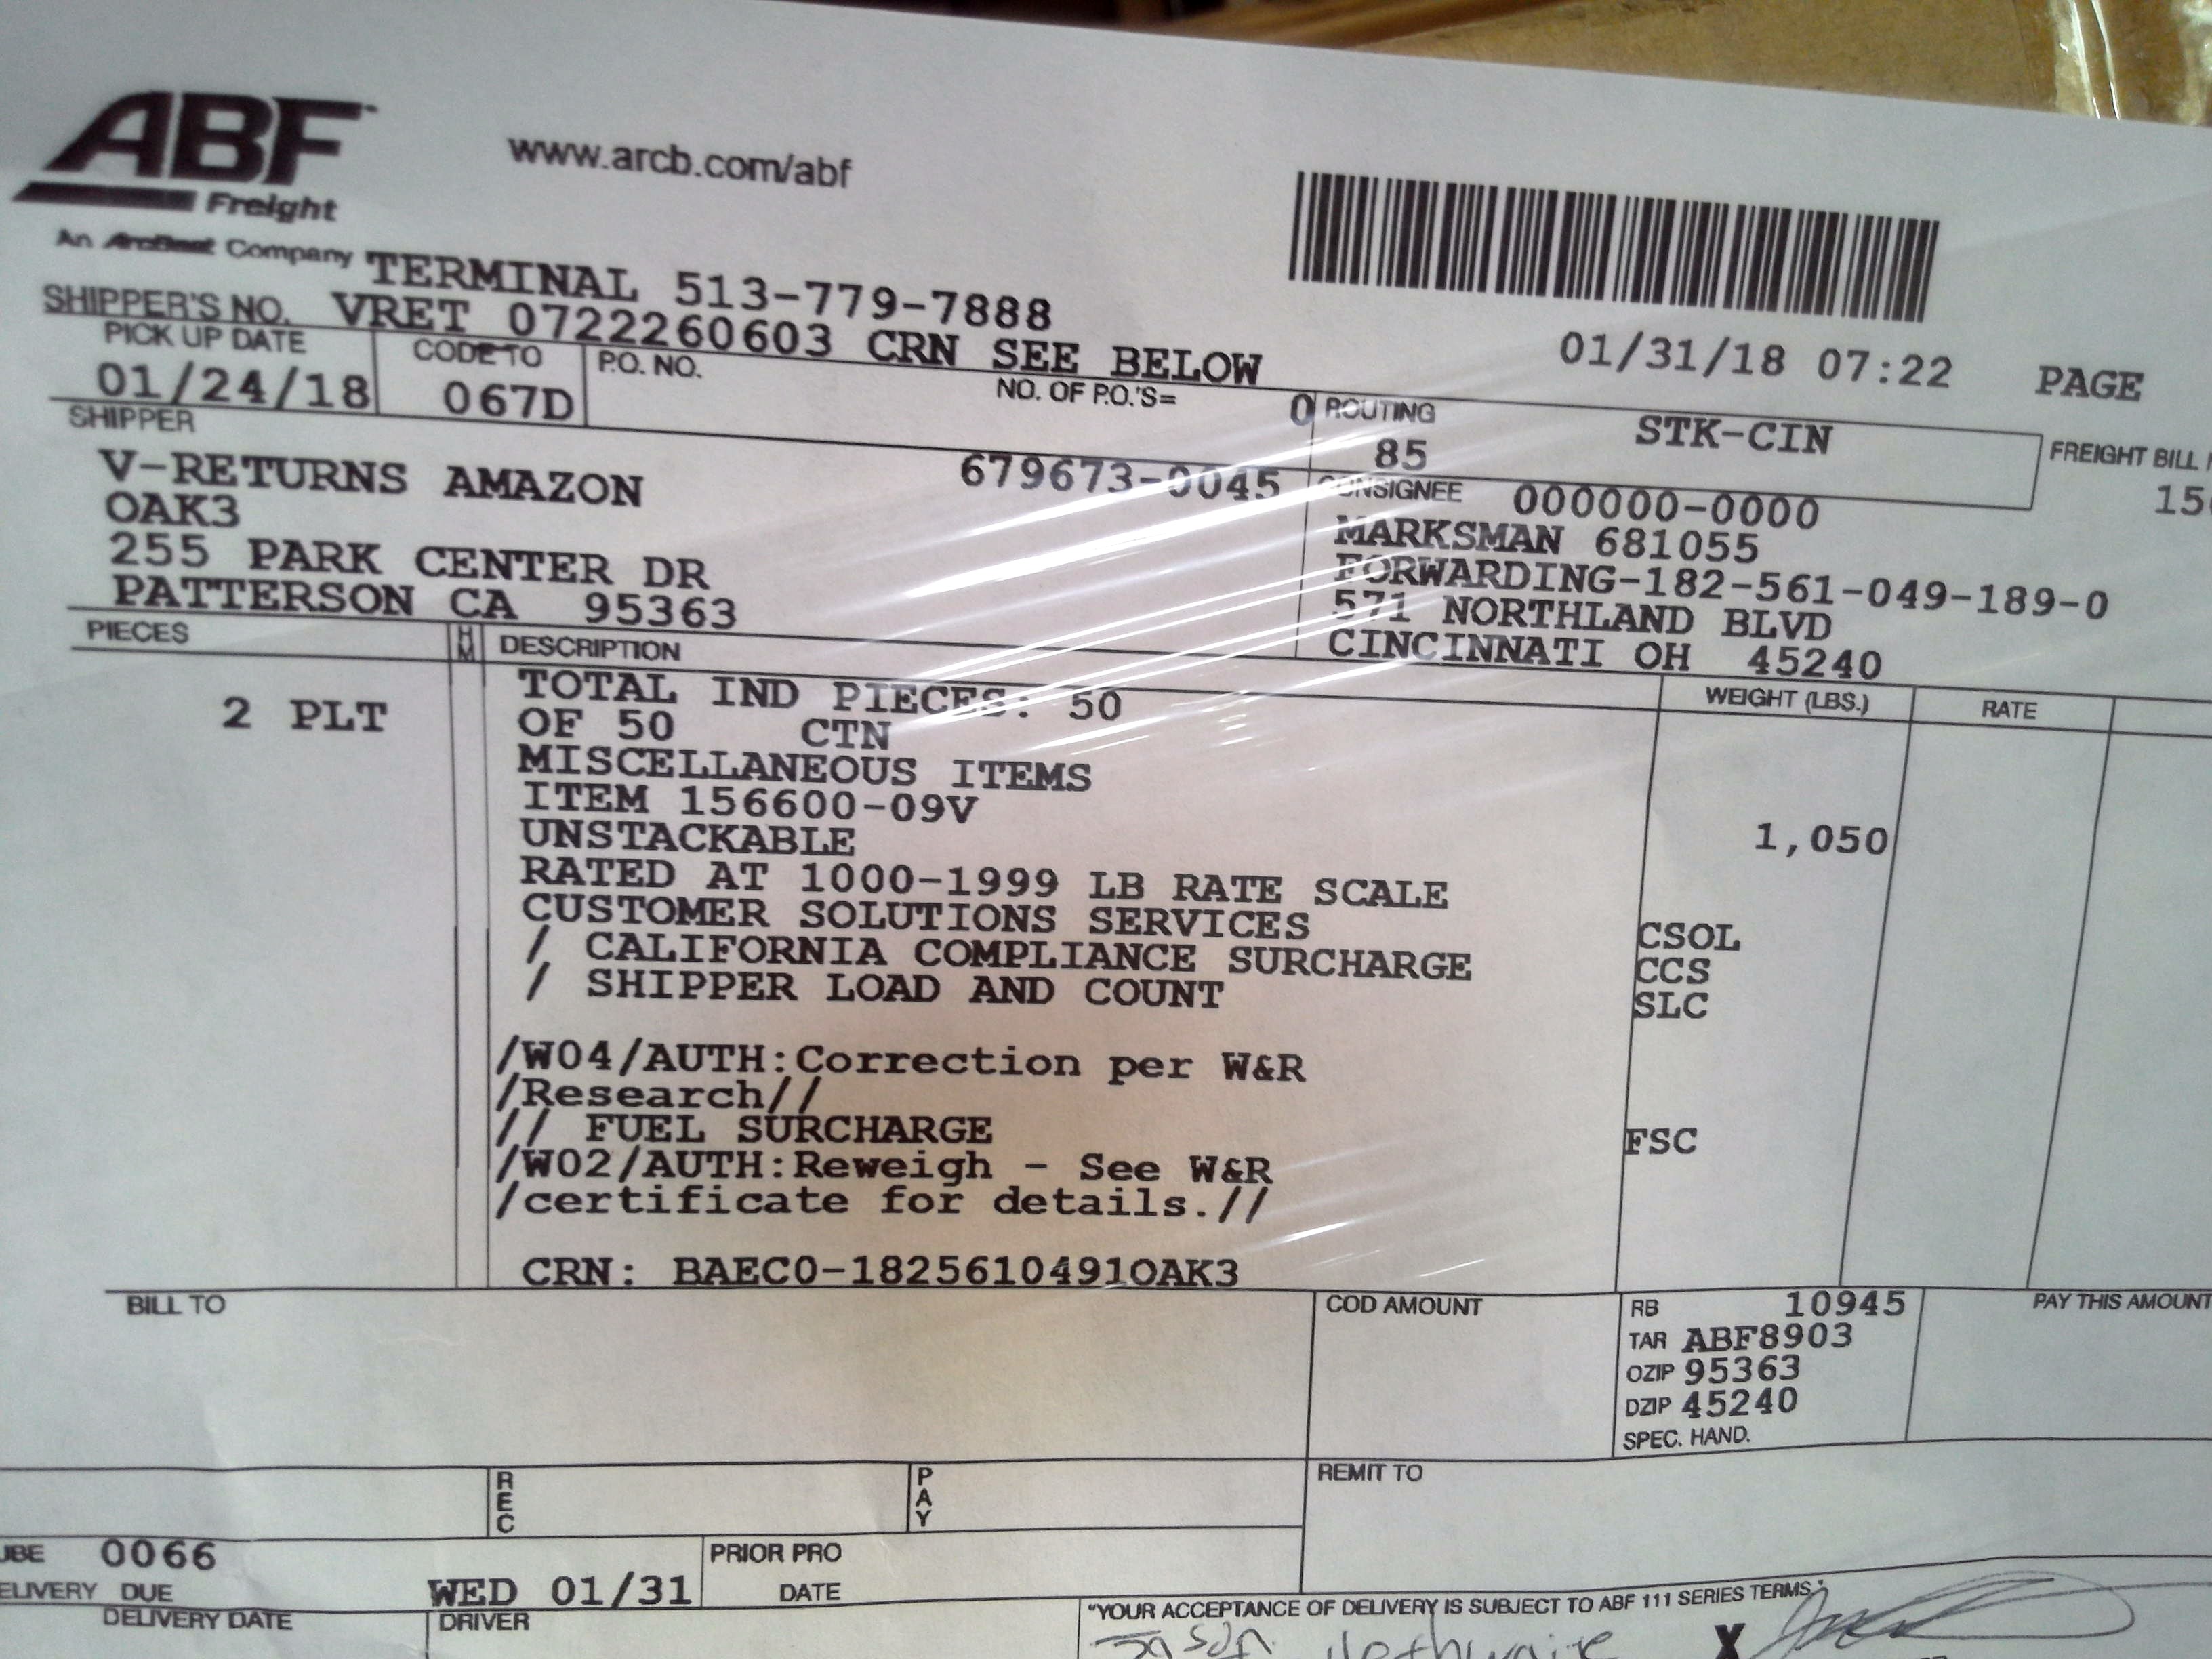 ABF
Freight
www.arcb.com/abf
An ArcBest Company
TERMINAL 513-779-7888
SHIPPER'S NO. VRET 0722260603 CRN SEE BELOW
01/31/18 07:22 PAGE
PICK UP DATE CODE TO P.O. NO. NO. OF P.O.'S= 0
01/24/18 067D
ROUTING STK-CIN
85
FREIGHT BILL
15
SHIPPER
V-RETURNS AMAZON 679673-0045
OAK3
255 PARK CENTER DR
PATTERSON CA 95363
CONSIGNEE 000000-0000
MARKSMAN 681055
FORWARDING-182-561-049-189-0
571 NORTHLAND BLVD
CINCINNATI OH 45240
PIECES HM DESCRIPTION WEIGHT (LBS.) RATE
2 PLT TOTAL IND PIECES: 50
OF 50 CTN
MISCELLANEOUS ITEMS
ITEM 156600-09V
UNSTACKABLE 1,050
RATED AT 1000-1999 LB RATE SCALE
CUSTOMER SOLUTIONS SERVICES CSOL
/ CALIFORNIA COMPLIANCE SURCHARGE CCS
/ SHIPPER LOAD AND COUNT SLC
/W04/AUTH:Correction per W&R
/Research//
// FUEL SURCHARGE FSC
/W02/AUTH:Reweigh - See W&R
/certificate for details.//
CRN: BAEC0-1825610491OAK3
BILL TO COD AMOUNT
RB 10945
TAR ABF8903
OZIP 95363
DZIP 45240
SPEC. HAND.
PAY THIS AMOUNT
REC PAY REMIT TO
UBE 0066
ELIVERY DUE WED 01/31
PRIOR PRO
DATE
DELIVERY DATE DRIVER
"YOUR ACCEPTANCE OF DELIVERY IS SUBJECT TO ABF 111 SERIES TERMS."
Jason X